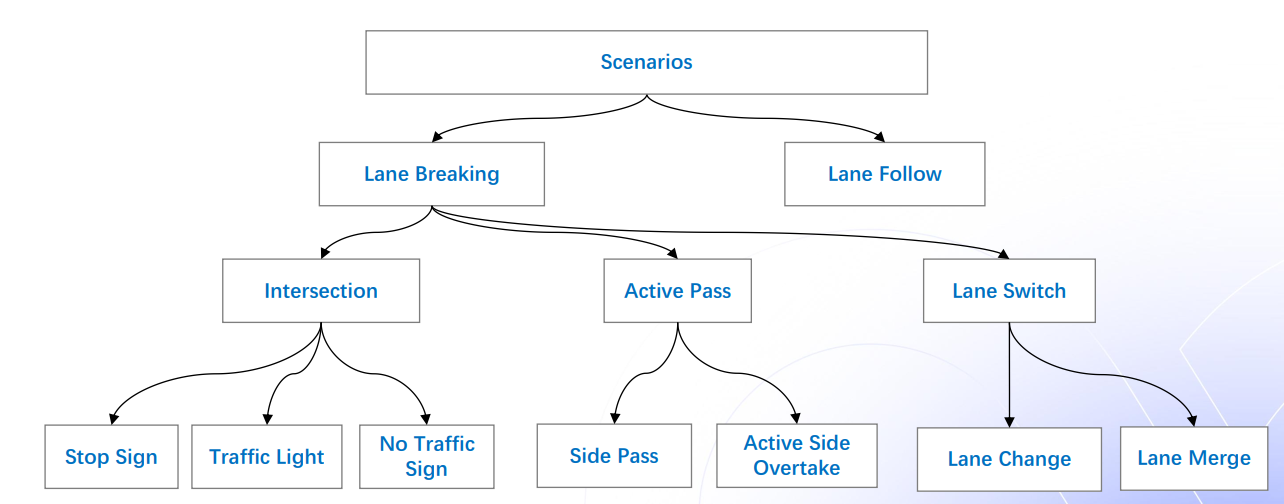 Scenarios
Lane Breaking
Lane Follow
Intersection
Active Pass
Lane Switch
Stop Sign
Traffic Light
No Traffic
Sign
Side Pass
Active Side
Overtake
Lane Change
Lane Merge